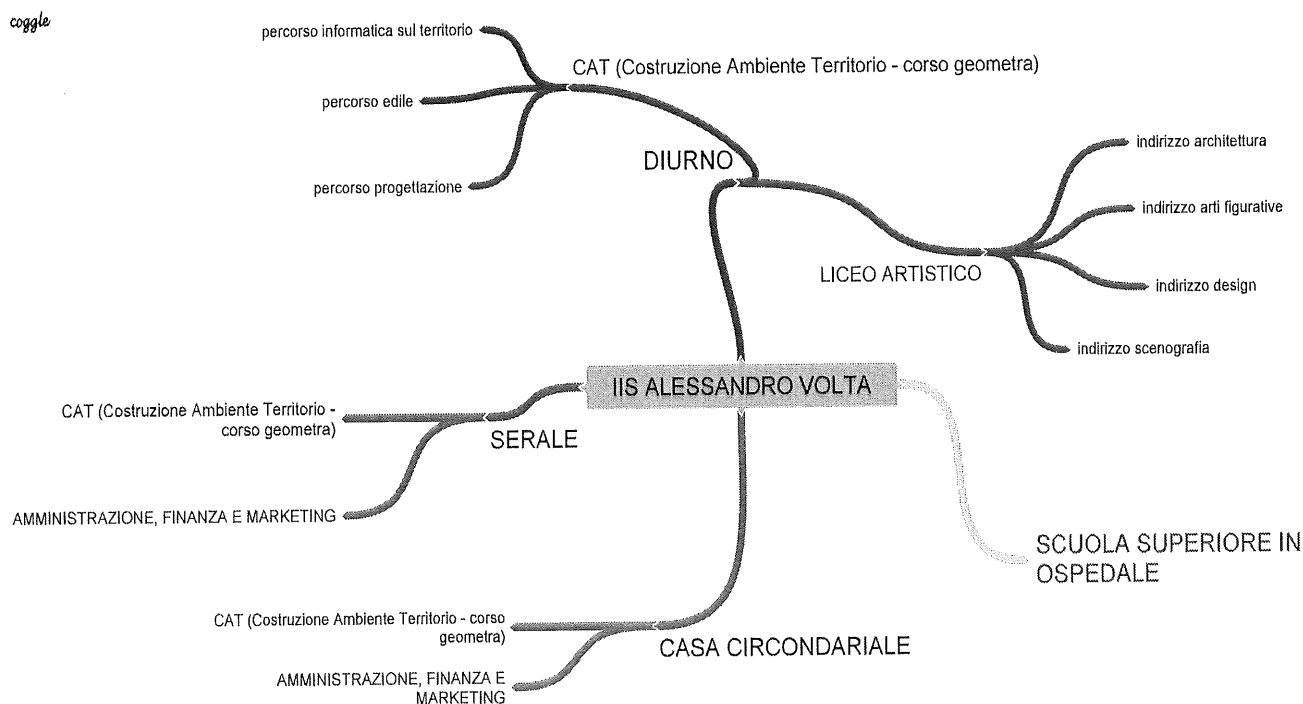 coggle
percorso informatica sul territorio
CAT (Costruzione Ambiente Territorio - corso geometra)
percorso edile
DIURNO
percorso progettazione
indirizzo architettura
indirizzo arti figurative
LICEO ARTISTICO
indirizzo design
indirizzo scenografia
IIS ALESSANDRO VOLTA
CAT (Costruzione Ambiente Territorio -
corso geometra)
SERALE
AMMINISTRAZIONE, FINANZA E MARKETING
SCUOLA SUPERIORE IN
OSPEDALE
CAT (Costruzione Ambiente Territorio - corso
geometra)
CASA CIRCONDARIALE
AMMINISTRAZIONE, FINANZA E
MARKETING